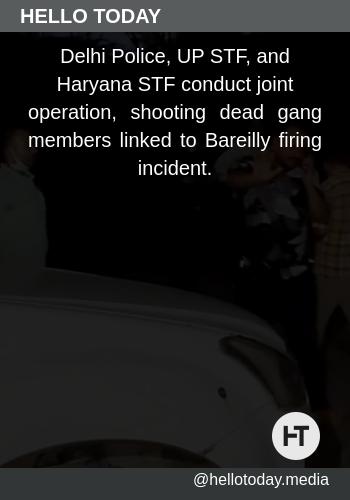 HELLO TODAY
Delhi Police, UP STF, and
Haryana STF conduct joint
operation, shooting dead gang
members linked to Bareilly firing
incident.
HT
@hellotoday.media